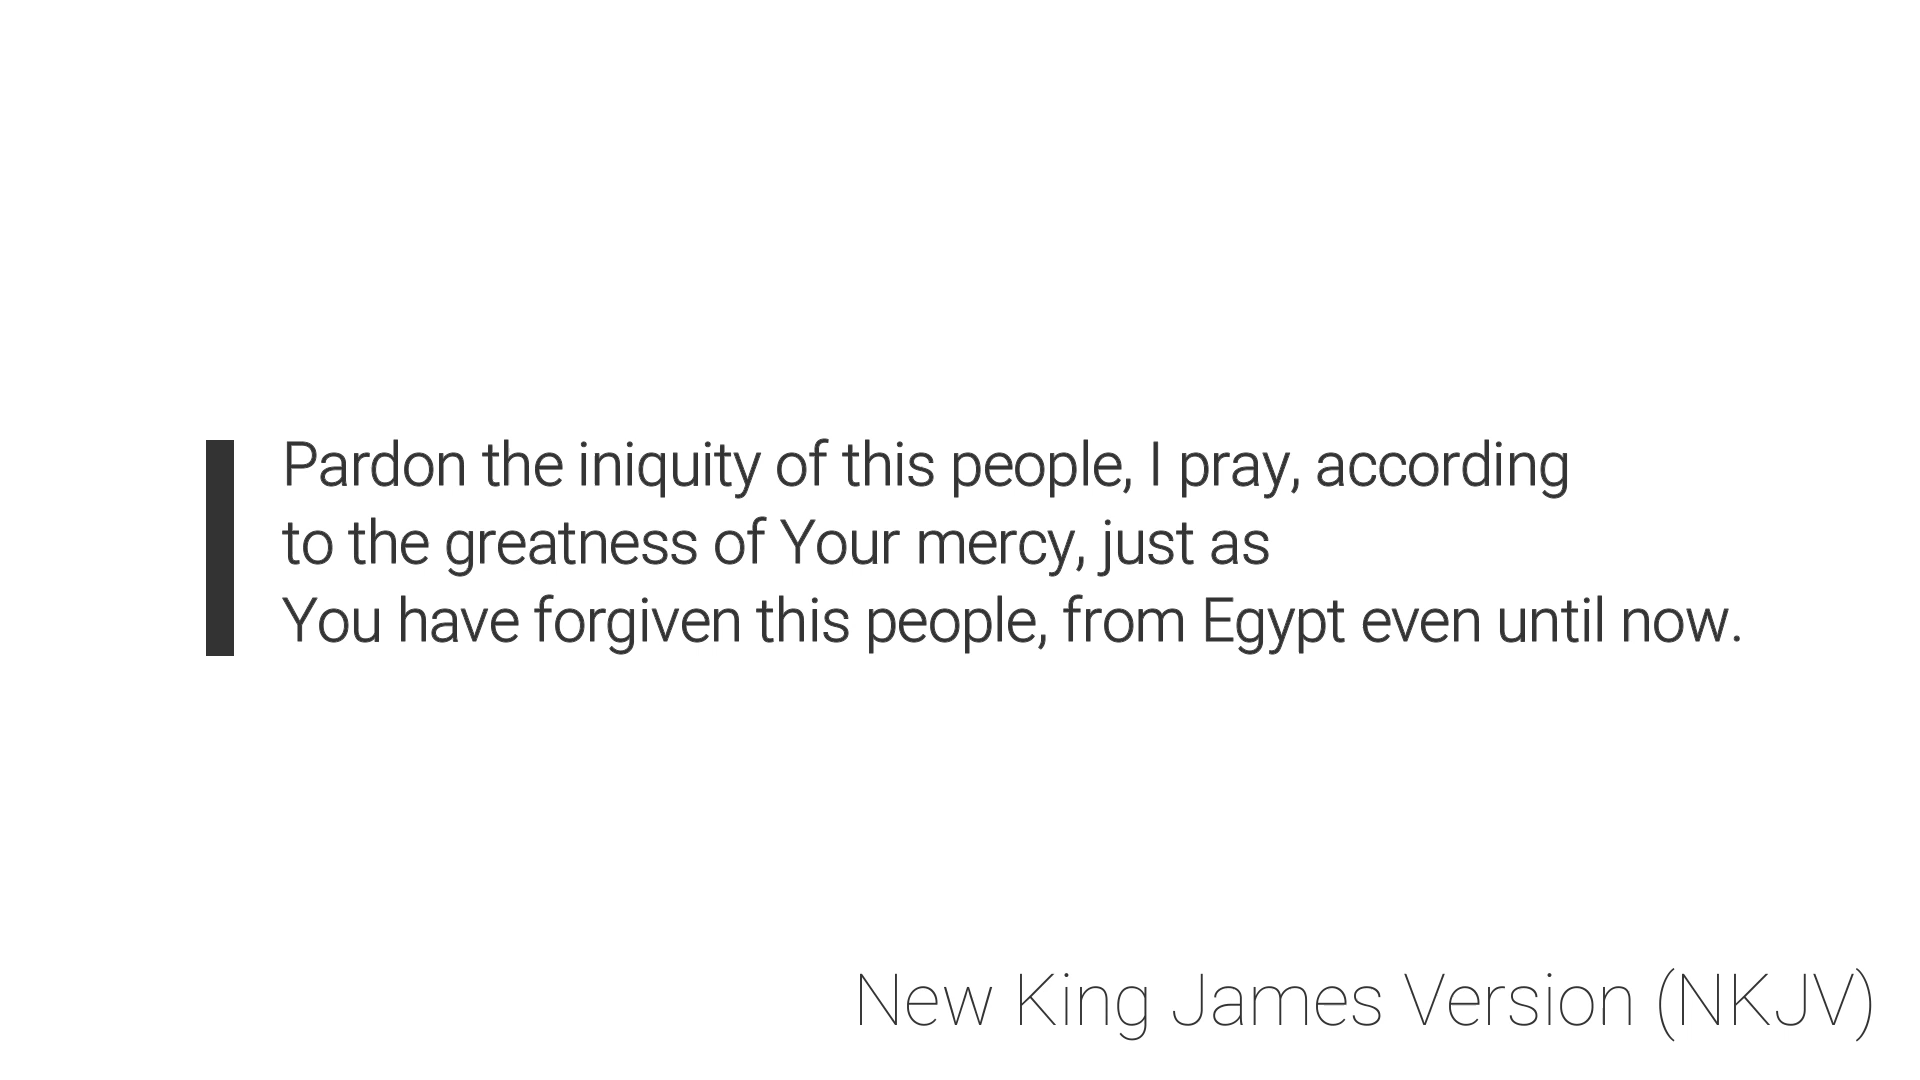 Pardon the iniquity of this people, I pray, according
to the greatness of Your mercy, just as
You have forgiven this people, from Egypt even until now.
New King James Version (NKJV)